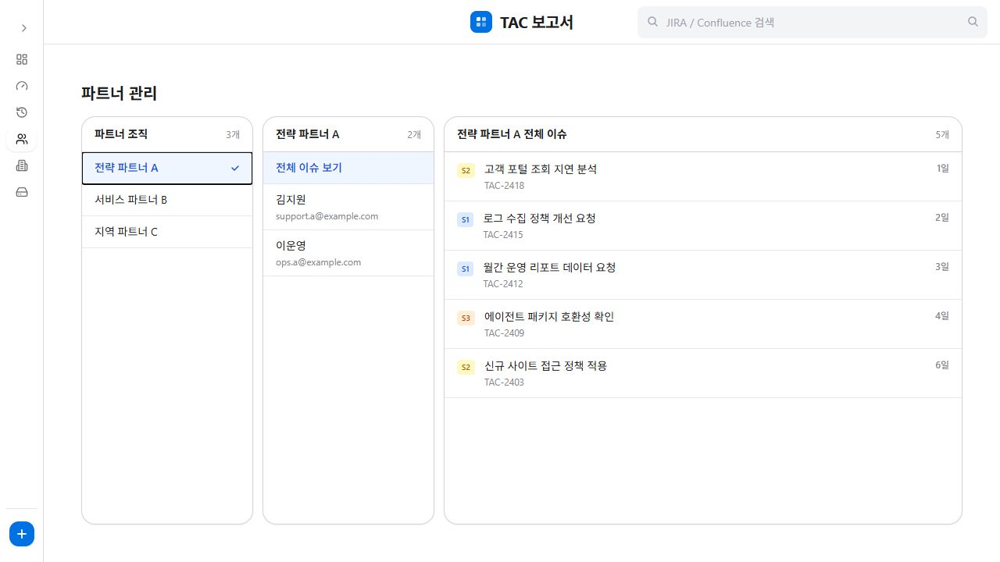 TAC 보고서
JIRA / Confluence 검색
파트너 관리
파트너 조직
3개
전략 파트너 A
서비스 파트너 B
지역 파트너 C
전략 파트너 A
2개
전체 이슈 보기
김지원
support.a@example.com
이운영
ops.a@example.com
전략 파트너 A 전체 이슈
5개
S2
고객 포털 조회 지연 분석
1일
TAC-2418
S1
로그 수집 정책 개선 요청
2일
TAC-2415
S1
월간 운영 리포트 데이터 요청
3일
TAC-2412
S3
에이전트 패키지 호환성 확인
4일
TAC-2409
S2
신규 사이트 접근 정책 적용
6일
TAC-2403